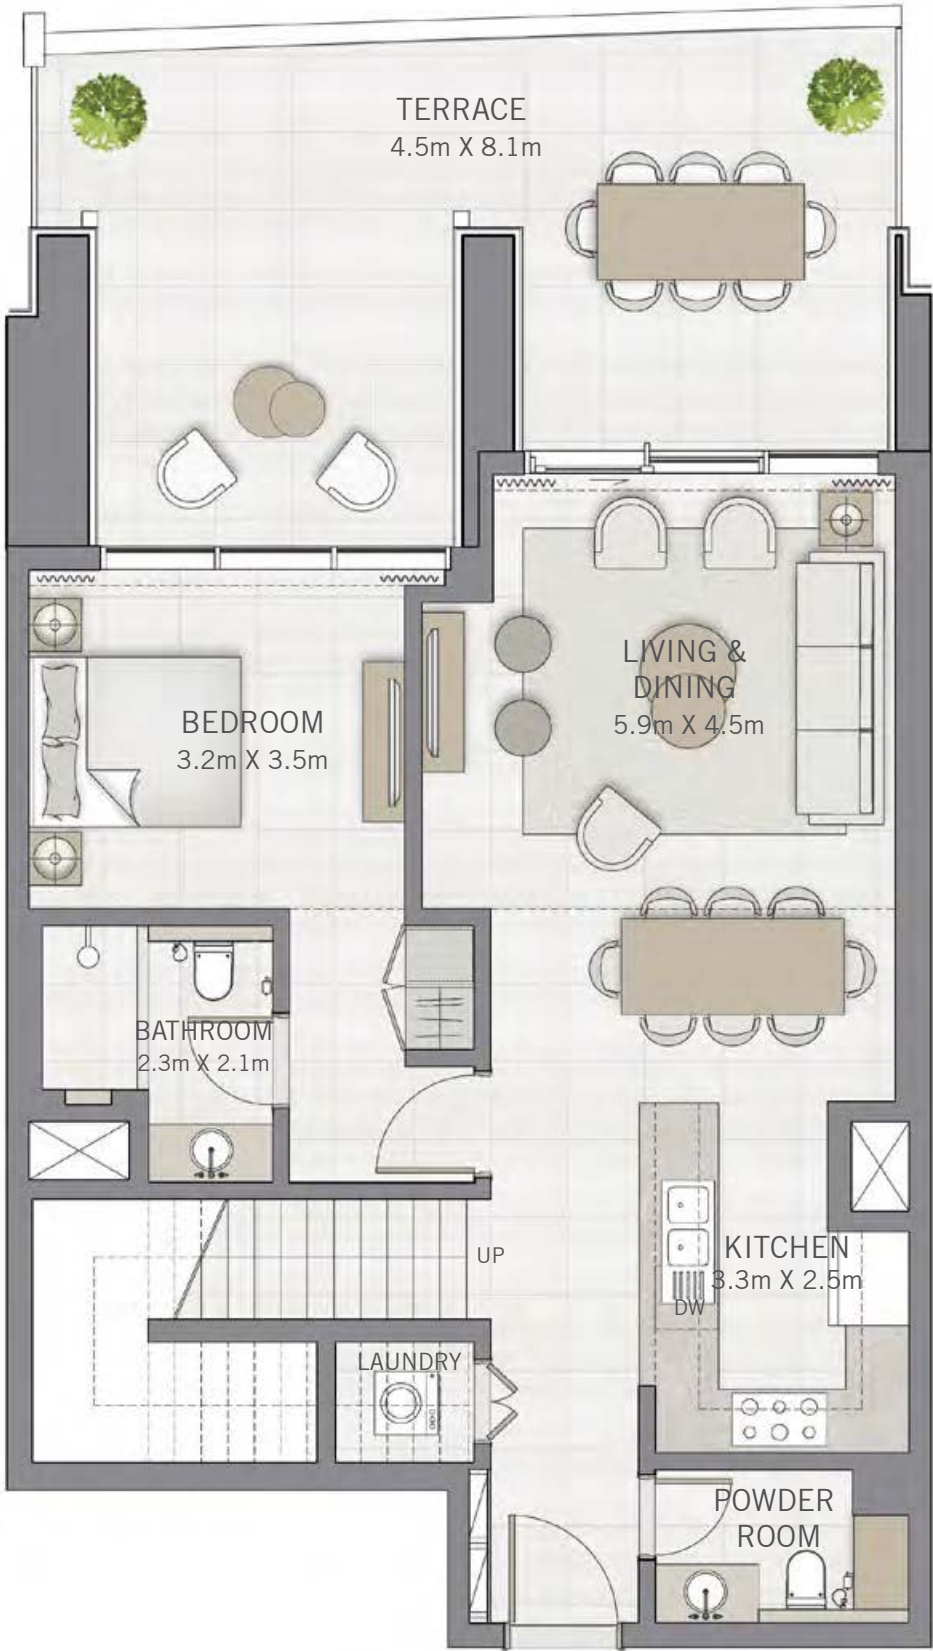 TERRACE
4.5m X 8.1m
LIVING &
DINING
5.9m X 4.5m
BEDROOM
3.2m X 3.5m
BATHROOM
2.3m X 2.1m
UP
KITCHEN
3.3m X 2.5m
DW
LAUNDRY
POWDER
ROOM